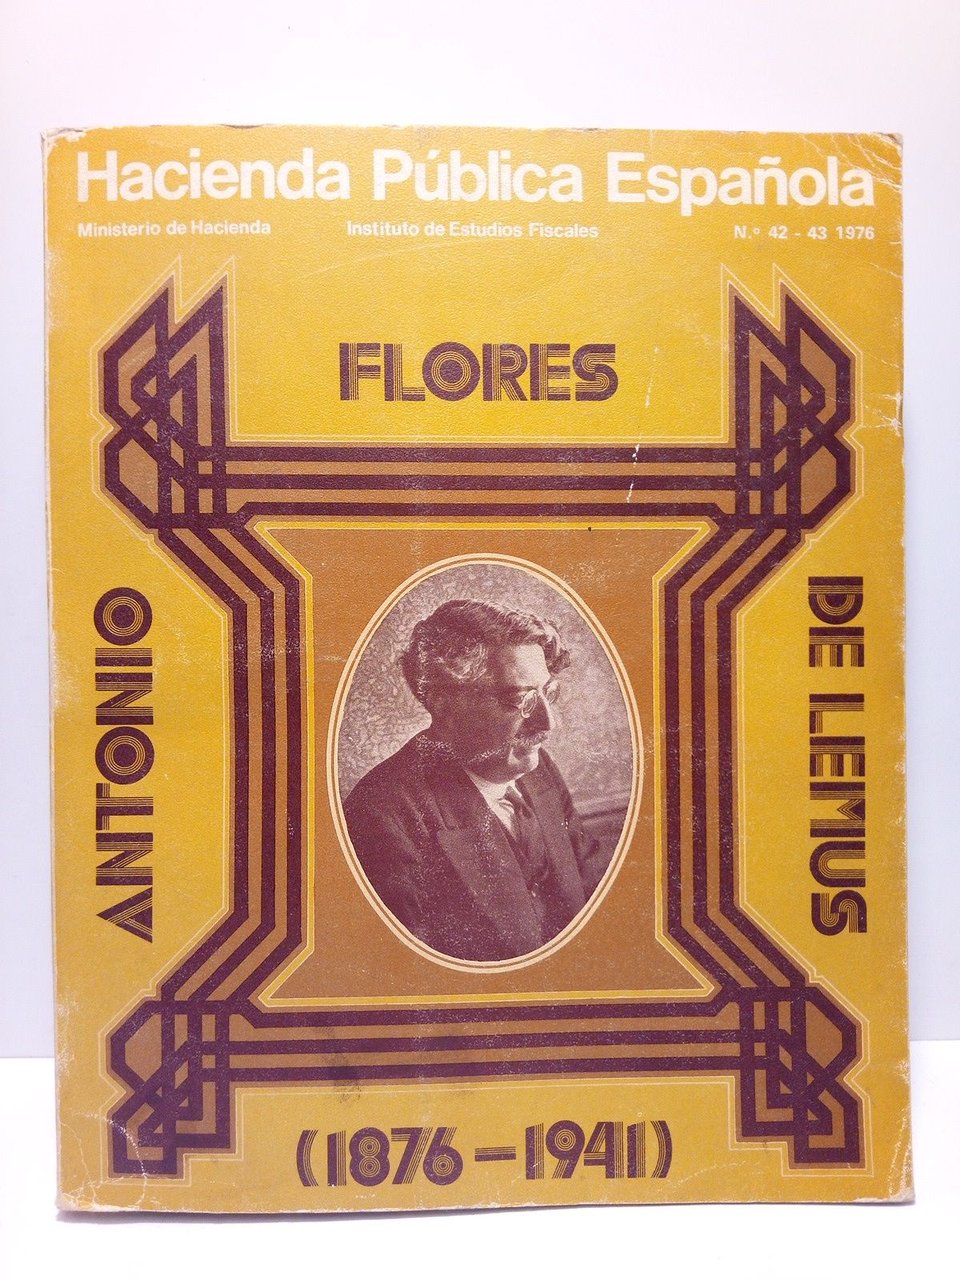 Hacienda Pública Española
Ministerio de Hacienda Instituto de Estudios Fiscales N.º 42 - 43 1976
ANTONIO
FLORES
DE LEMUS
(1876-1941)